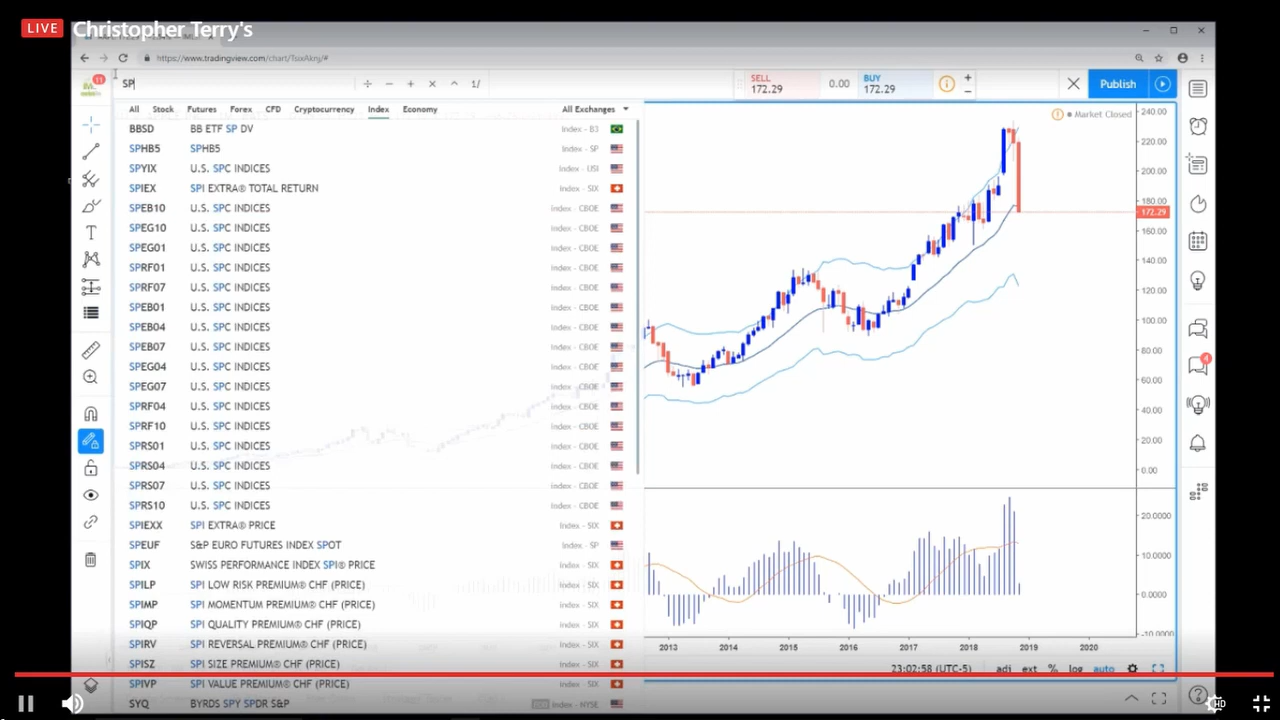 LIVE Christopher Terry's
https://www.tradingview.com/chart/TsixAknj/#
11
SP
1/
SELL
172.29
0.00
BUY
172.29
Publish
All Stock Futures Forex CFD Cryptocurrency Index Economy All Exchanges
Market Closed
BBSD BB ETF SP DV Index - B3
SPHB5 SPHB5 Index - SP
SPYIX U.S. SPC INDICES Index - USI
SPIEX SPI EXTRA® TOTAL RETURN Index - SIX
SPEB10 U.S. SPC INDICES Index - CBOE
SPEG10 U.S. SPC INDICES Index - CBOE
SPEG01 U.S. SPC INDICES Index - CBOE
SPRF01 U.S. SPC INDICES Index - CBOE
SPRF07 U.S. SPC INDICES Index - CBOE
SPEB01 U.S. SPC INDICES Index - CBOE
SPEB04 U.S. SPC INDICES Index - CBOE
SPEB07 U.S. SPC INDICES Index - CBOE
SPEG04 U.S. SPC INDICES Index - CBOE
SPEG07 U.S. SPC INDICES Index - CBOE
SPRF04 U.S. SPC INDICES Index - CBOE
SPRF10 U.S. SPC INDICES Index - CBOE
SPRS01 U.S. SPC INDICES Index - CBOE
SPRS04 U.S. SPC INDICES Index - CBOE
SPRS07 U.S. SPC INDICES Index - CBOE
SPRS10 U.S. SPC INDICES Index - CBOE
SPIEXX SPI EXTRA® PRICE Index - SIX
SPEUF S&P EURO FUTURES INDEX SPOT Index - SP
SPIX SWISS PERFORMANCE INDEX SPI® PRICE Index - SIX
SPILP SPI LOW RISK PREMIUM® CHF (PRICE) Index - SIX
SPIMP SPI MOMENTUM PREMIUM® CHF (PRICE) Index - SIX
SPIQP SPI QUALITY PREMIUM® CHF (PRICE) Index - SIX
SPIRV SPI REVERSAL PREMIUM® CHF (PRICE) Index - SIX
SPISZ SPI SIZE PREMIUM® CHF (PRICE) Index - SIX
SPIVP SPI VALUE PREMIUM® CHF (PRICE) Index - SIX
SYQ BYRDS SPY SPDR S&P Index - NYSE
240.00
220.00
200.00
180.00
172.29
160.00
140.00
120.00
100.00
80.00
60.00
40.00
20.00
0.00
20.0000
10.0000
0.0000
-10.0000
2013 2014 2015 2016 2017 2018 2019 2020
23:02:58 (UTC-5) adj ext % log auto
4
HD